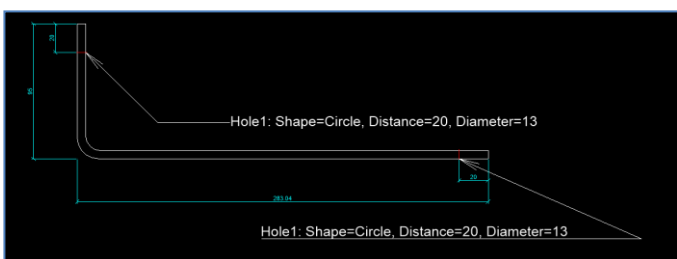 20
95
Hole1: Shape=Circle, Distance=20, Diameter=13
20
283.04
Hole1: Shape=Circle, Distance=20, Diameter=13